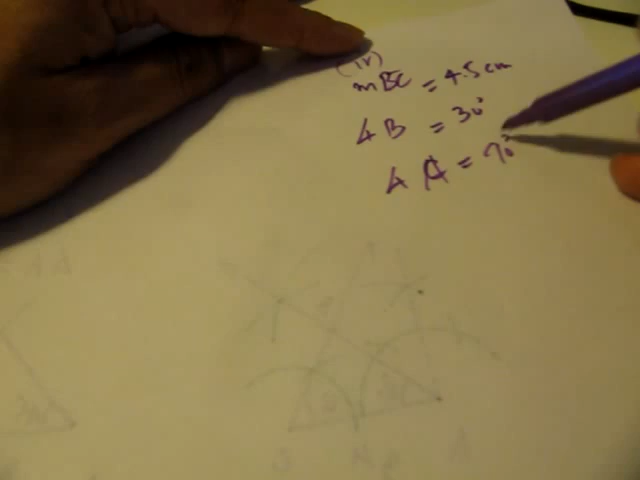 (iv)
mBC = 4.5 cm
∠B = 30°
∠A = 70°